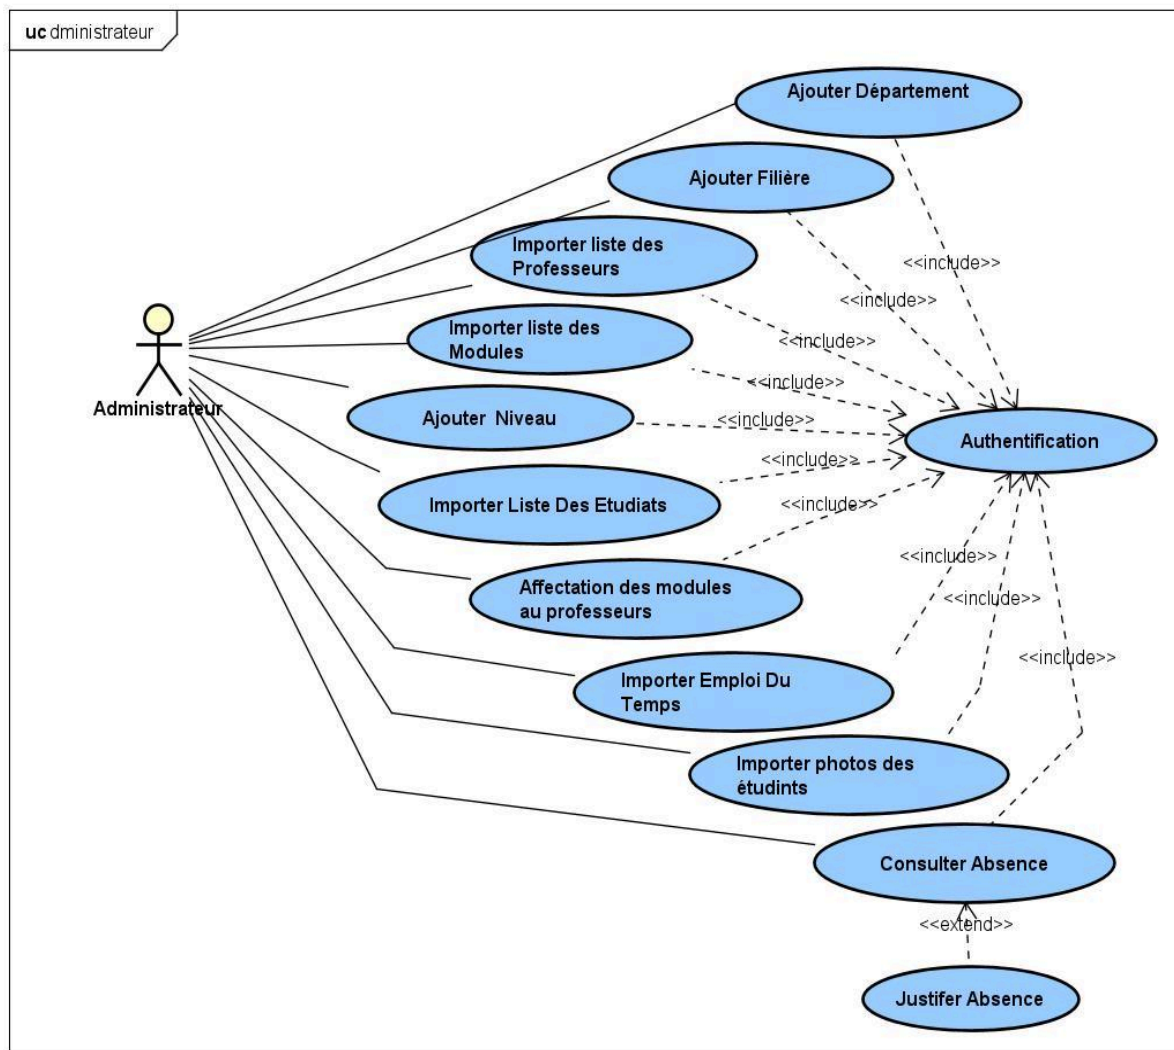 uc dministrateur
Ajouter Département
Ajouter Filière
Importer liste des
Professeurs
<<include>>
<<include>>
Importer liste des
Modules
<<include>>
<<include>>
Administrateur
Ajouter Niveau
<<include>>
Authentification
<<include>>
Importer Liste Des Etudiats
<<include>>
Affectation des modules
au professeurs
<<include>>
<<include>>
<<include>>
Importer Emploi Du
Temps
Importer photos des
étudints
Consulter Absence
<<extend>>
Justifer Absence